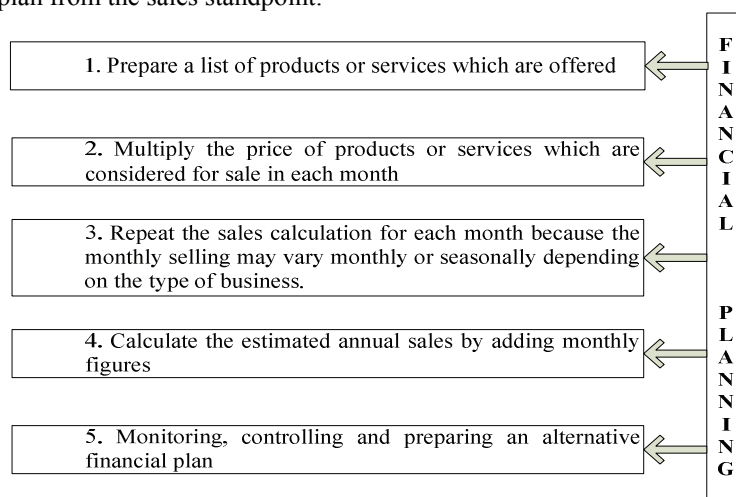 plan from the sales standpoint:
1. Prepare a list of products or services which are offered
2. Multiply the price of products or services which are
considered for sale in each month
3. Repeat the sales calculation for each month because the
monthly selling may vary monthly or seasonally depending
on the type of business.
4. Calculate the estimated annual sales by adding monthly
figures
5. Monitoring, controlling and preparing an alternative
financial plan
F
I
N
A
N
C
I
A
L
P
L
A
N
N
I
N
G